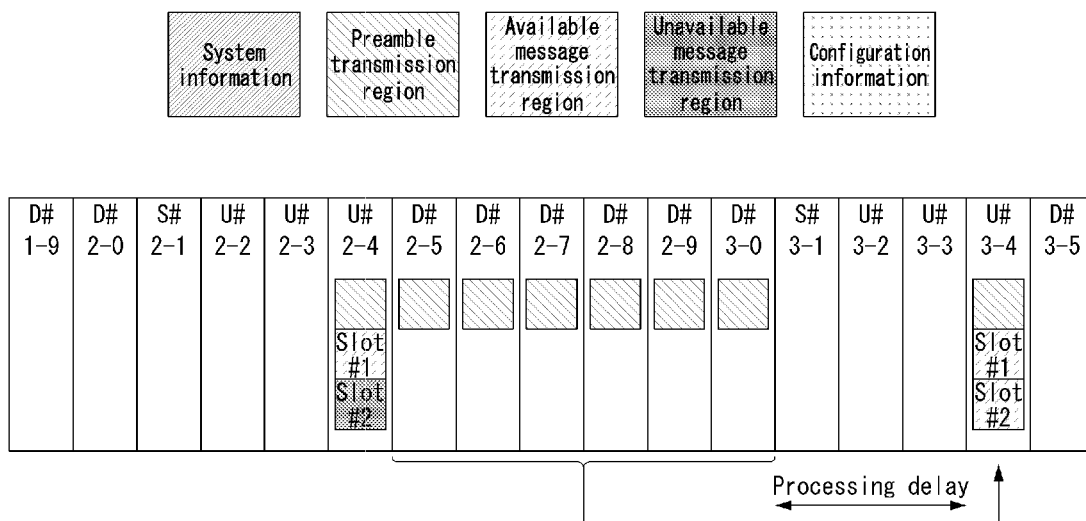 System
information
Preamble
transmission
region
Available
message
transmission
region
Unavailable
message
transmission
region
Configuration
information
D# D# S# U# U# U# D# D# D# D# D# D# S# U# U# U# D#
1-9 2-0 2-1 2-2 2-3 2-4 2-5 2-6 2-7 2-8 2-9 3-0 3-1 3-2 3-3 3-4 3-5
Slot
#1
Slot
#2
Slot
#1
Slot
#2
Processing delay